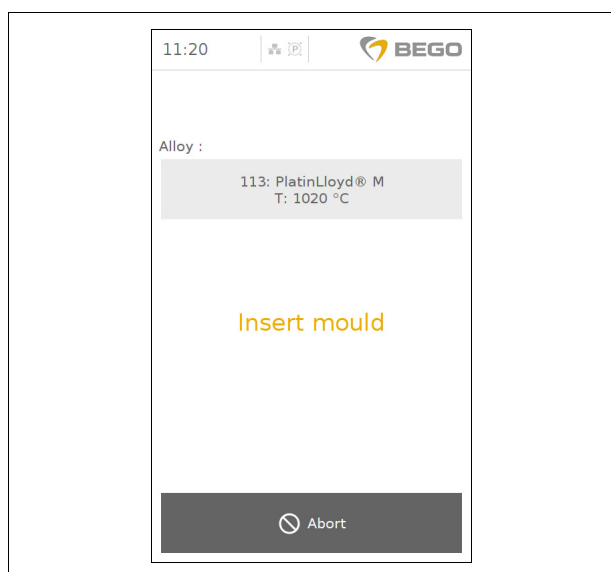 11:20 P BEGO
Alloy :
113: PlatinLloyd® M
T: 1020 °C
Insert mould
Abort